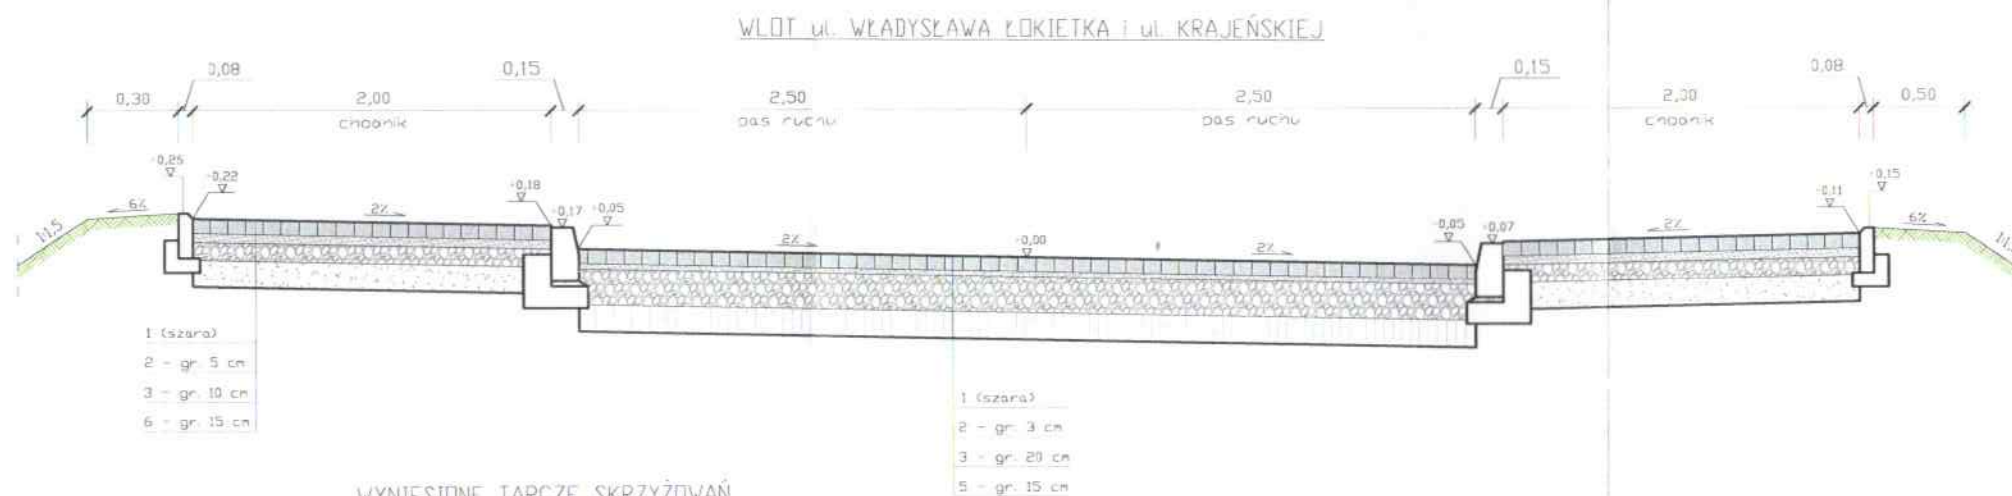 WLOT ul. WŁADYSŁAWA ŁOKIETKA i ul. KRAJEŃSKIEJ
0,08 0,15 0,15 0,08
0,30 2,00 2,50 2,50 2,00 0,50
chodnik pas ruchu pas ruchu chodnik
-0,25 -0,22 -0,18 -0,17 -0,05 -0,00 -0,05 -0,07 -0,11 -0,15
1:1,5 6% 2% 2% 2% 2% 6%
1 (szara)
2 - gr. 5 cm
3 - gr. 10 cm
6 - gr. 15 cm
1 (szara)
2 - gr. 3 cm
3 - gr. 20 cm
5 - gr. 15 cm
WYNIESIONE TARCZE SKRZYŻOWAŃ